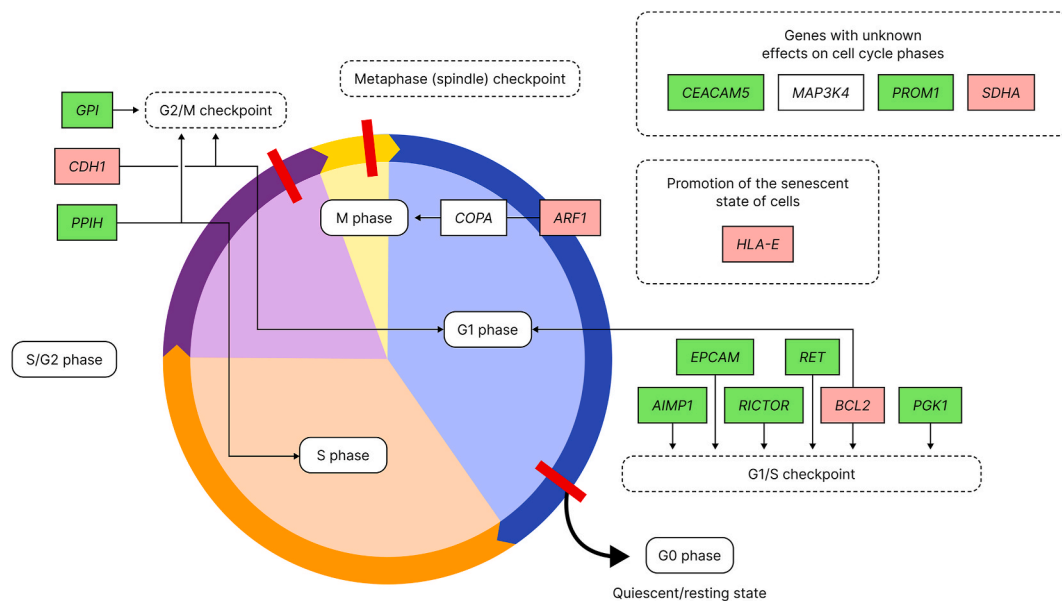 Genes with unknown
effects on cell cycle phases
CEACAM5
MAP3K4
PROM1
SDHA
Metaphase (spindle) checkpoint
GPI
G2/M checkpoint
CDH1
PPIH
Promotion of the senescent
state of cells
HLA-E
M phase
COPA
ARF1
G1 phase
S/G2 phase
EPCAM
RET
AIMP1
RICTOR
BCL2
PGK1
S phase
G1/S checkpoint
G0 phase
Quiescent/resting state